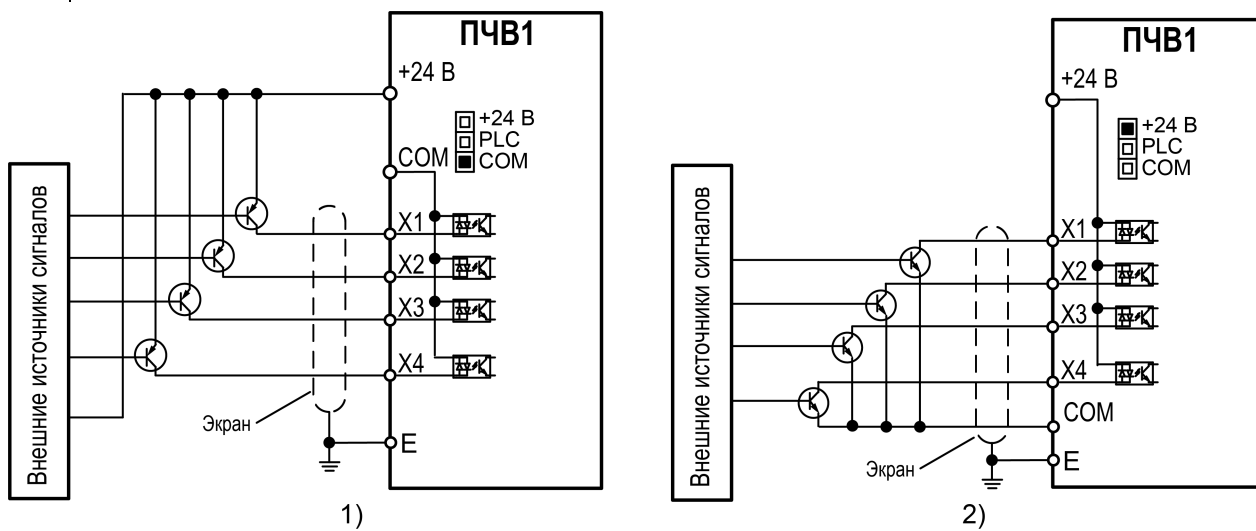 ПЧВ1
+24 В
+24 В
PLC
COM
COM
X1
X2
X3
X4
E
Экран
Внешние источники сигналов
1)
ПЧВ1
+24 В
+24 В
PLC
COM
X1
X2
X3
X4
COM
E
Экран
Внешние источники сигналов
2)